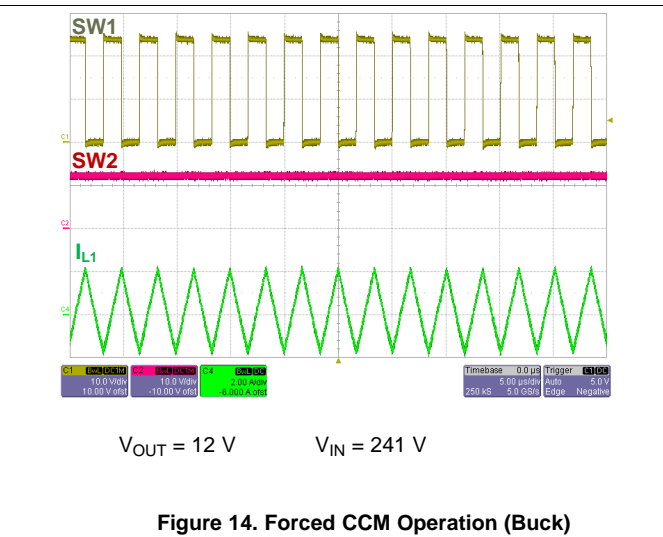 SW1
C1
SW2
C2
I_L1
C4
C1 BwL DC1M C2 BwL DC1M C4 BwL DC Timebase 0.0 µs Trigger C1 DC
10.0 V/div 10.0 V/div 2.00 A/div 5.00 µs/div Auto 5.0 V
10.00 V ofst -10.00 V ofst -6.000 A ofst 250 kS 5.0 GS/s Edge Negative
V_OUT = 12 V V_IN = 241 V
Figure 14. Forced CCM Operation (Buck)